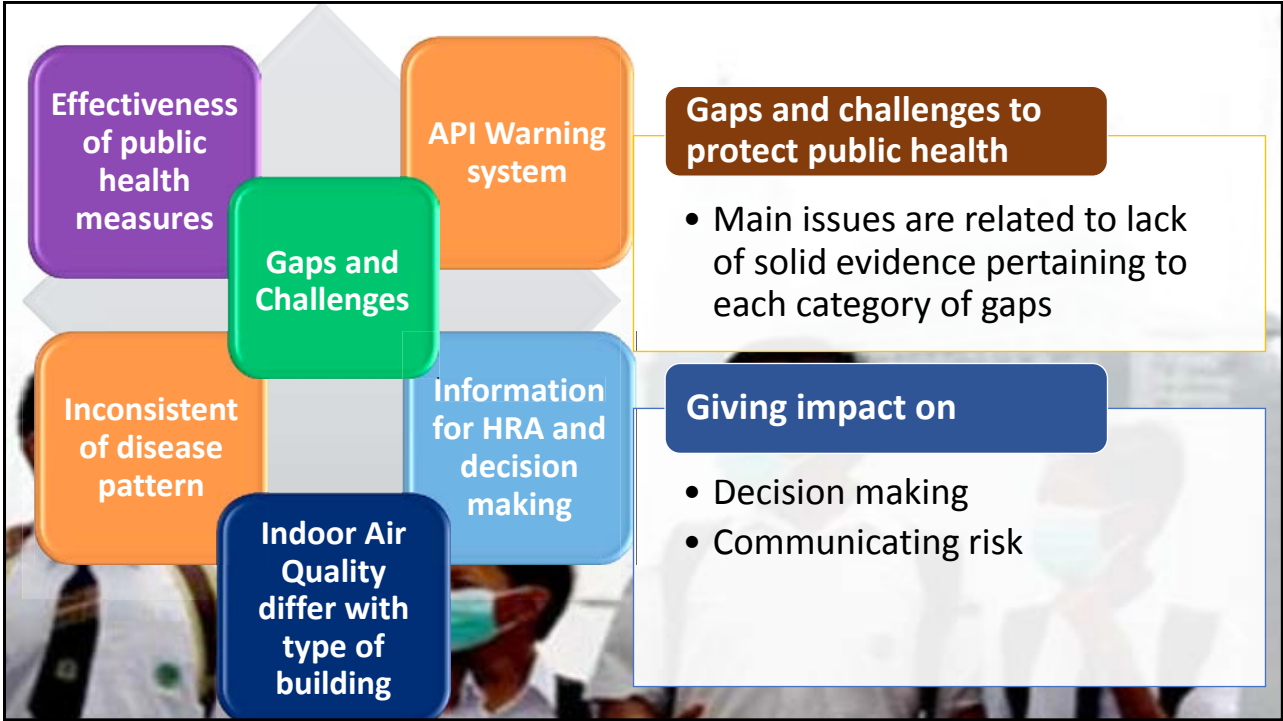 Effectiveness
of public
health
measures
API Warning
system
Gaps and
Challenges
Inconsistent
of disease
pattern
Information
for HRA and
decision
making
Indoor Air
Quality
differ with
type of
building
Gaps and challenges to
protect public health
• Main issues are related to lack
of solid evidence pertaining to
each category of gaps
Giving impact on
• Decision making
• Communicating risk